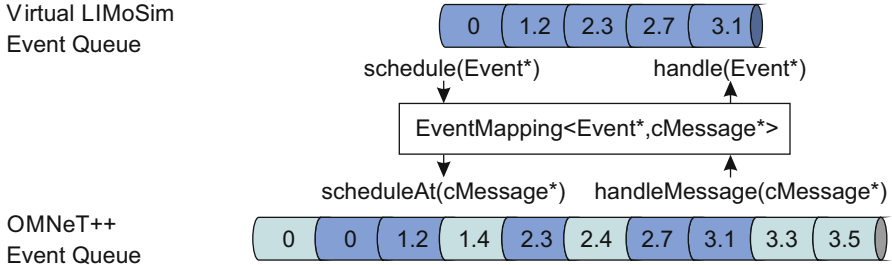 Virtual LIMoSim
Event Queue
0 1.2 2.3 2.7 3.1
schedule(Event*) handle(Event*)
EventMapping<Event*,cMessage*>
scheduleAt(cMessage*) handleMessage(cMessage*)
OMNeT++
Event Queue
0 0 1.2 1.4 2.3 2.4 2.7 3.1 3.3 3.5